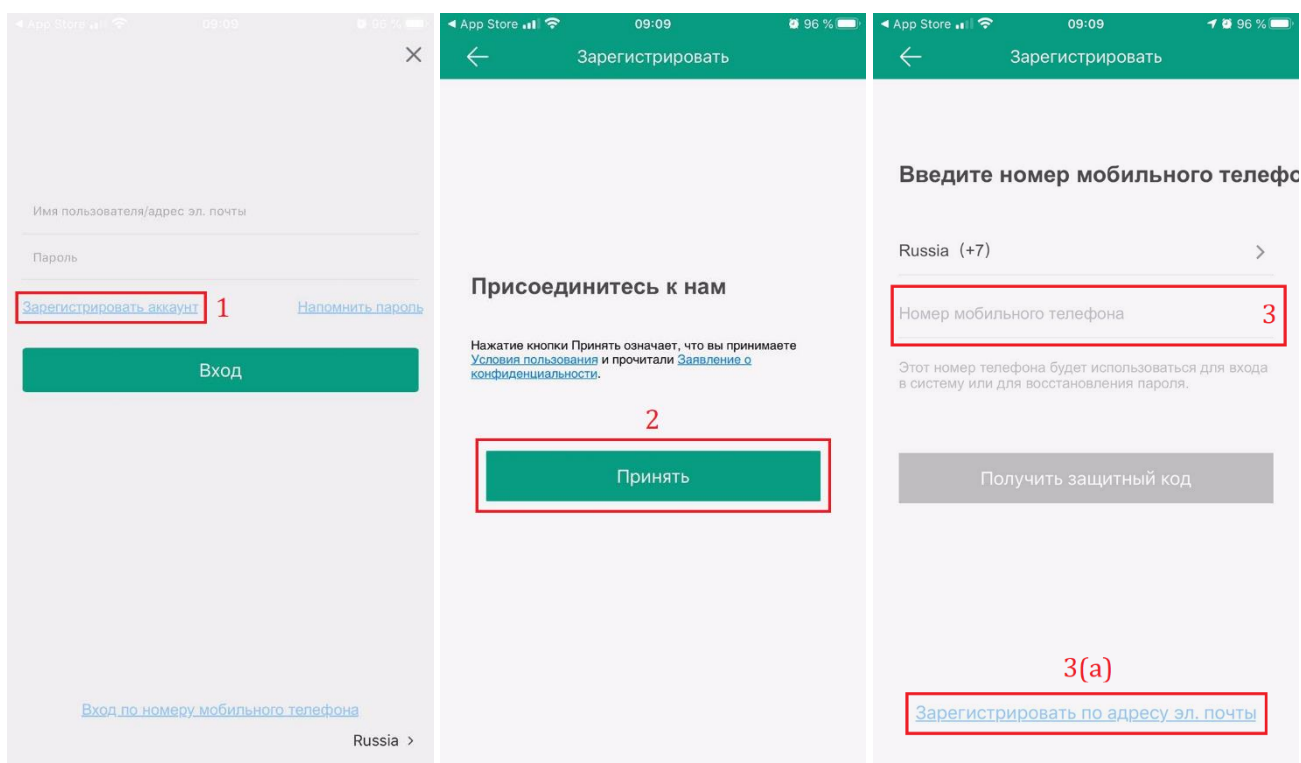 App Store
09:09
96 %
Имя пользователя/адрес эл. почты
Пароль
Зарегистрировать аккаунт
1
Напомнить пароль
Вход
Вход по номеру мобильного телефона
Russia >
App Store
09:09
96 %
Зарегистрировать
Присоединитесь к нам
Нажатие кнопки Принять означает, что вы принимаете
Условия пользования и прочитали Заявление о
конфиденциальности.
2
Принять
App Store
09:09
96 %
Зарегистрировать
Введите номер мобильного телефо
Russia (+7)
Номер мобильного телефона
3
Этот номер телефона будет использоваться для входа
в систему или для восстановления пароля.
Получить защитный код
3(а)
Зарегистрировать по адресу эл. почты